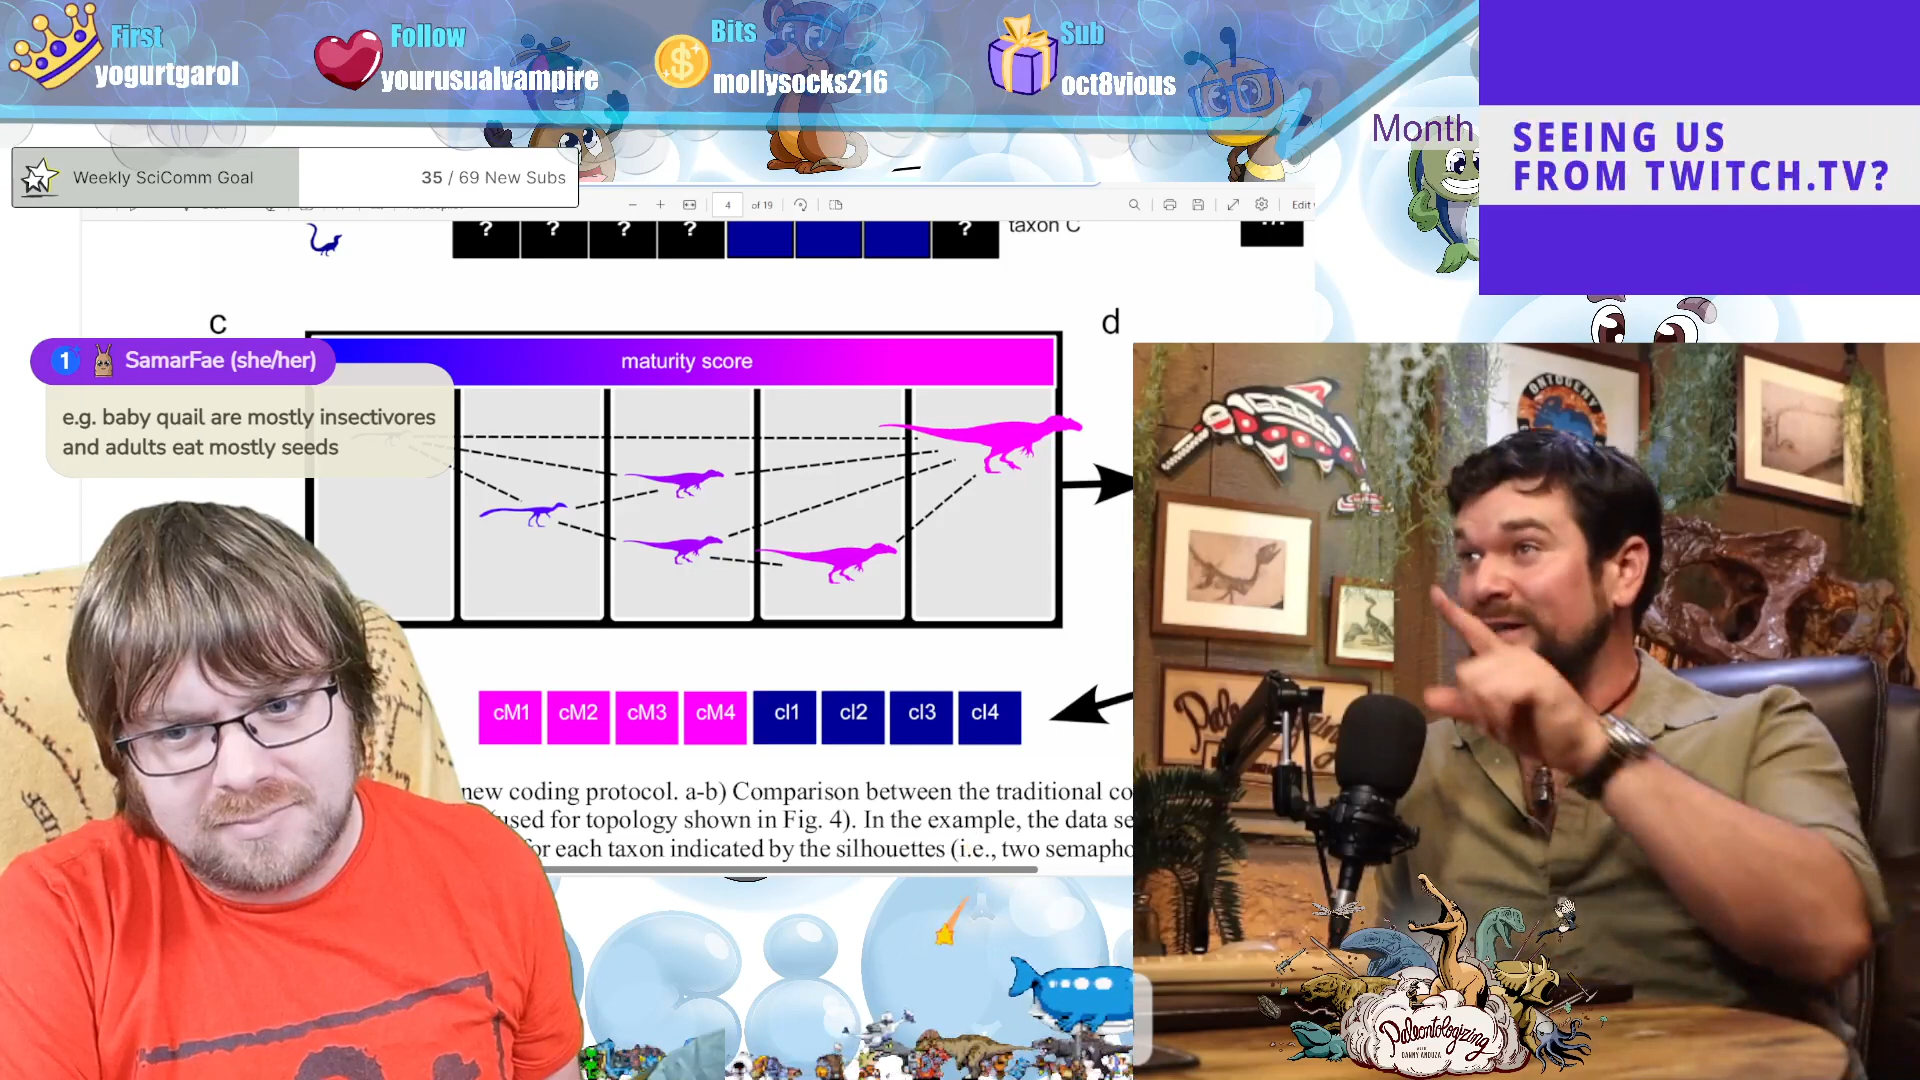 First
yogurtgarol
Follow
yourusualvampire
Bits
mollysocks216
Sub
oct8vious
Month
SEEING US
FROM TWITCH.TV?
Weekly SciComm Goal
35 / 69 New Subs
4 of 19
Edit
? ? ? ? ?
taxon C
c
d
maturity score
1 SamarFae (she/her)
e.g. baby quail are mostly insectivores
and adults eat mostly seeds
ONTOGENY
cM1 cM2 cM3 cM4 cI1 cI2 cI3 cI4
new coding protocol. a-b) Comparison between the traditional co
used for topology shown in Fig. 4). In the example, the data se
or each taxon indicated by the silhouettes (i.e., two semapho
Paleontologizing
WITH
DANNY ANDUZA